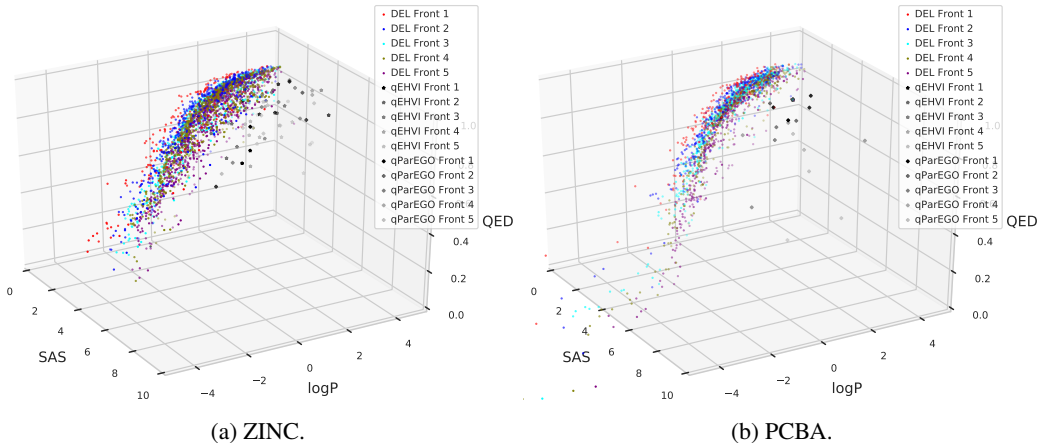 DEL Front 1
DEL Front 2
DEL Front 3
DEL Front 4
DEL Front 5
qEHVI Front 1
qEHVI Front 2
qEHVI Front 3
qEHVI Front 4
qEHVI Front 5
qParEGO Front 1
qParEGO Front 2
qParEGO Front 3
qParEGO Front 4
qParEGO Front 5
1.0
QED
0.4
0.2
0.0
0
2
4
6
8
10
SAS
−4
−2
0
2
4
logP
(a) ZINC.
DEL Front 1
DEL Front 2
DEL Front 3
DEL Front 4
DEL Front 5
qEHVI Front 1
qEHVI Front 2
qEHVI Front 3
qEHVI Front 4
qEHVI Front 5
qParEGO Front 1
qParEGO Front 2
qParEGO Front 3
qParEGO Front 4
qParEGO Front 5
1.0
QED
0.4
0.2
0.0
0
2
4
6
8
10
SAS
−4
−2
0
2
4
logP
(b) PCBA.